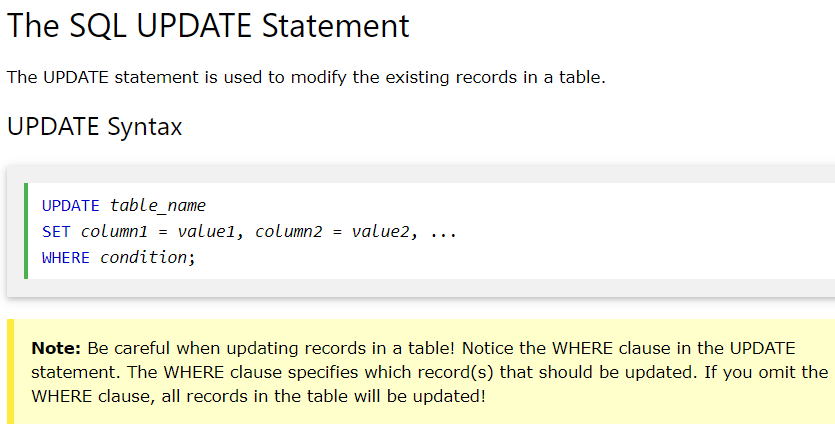 The SQL UPDATE Statement
The UPDATE statement is used to modify the existing records in a table.
UPDATE Syntax
UPDATE table_name
SET column1 = value1, column2 = value2, ...
WHERE condition;
Note: Be careful when updating records in a table! Notice the WHERE clause in the UPDATE
statement. The WHERE clause specifies which record(s) that should be updated. If you omit the
WHERE clause, all records in the table will be updated!